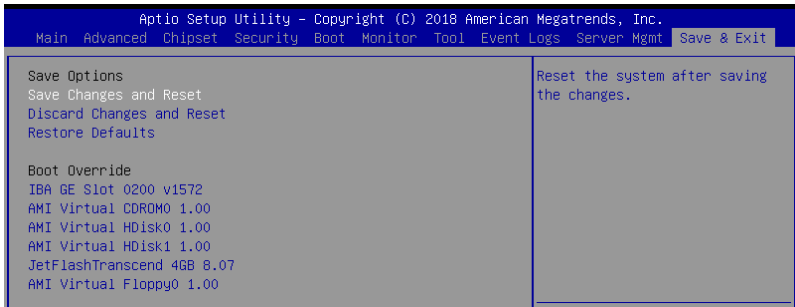 Aptio Setup Utility – Copyright (C) 2018 American Megatrends, Inc.
Main Advanced Chipset Security Boot Monitor Tool Event Logs Server Mgmt Save & Exit
Save Options
Save Changes and Reset
Discard Changes and Reset
Restore Defaults
Boot Override
IBA GE Slot 0200 v1572
AMI Virtual CDROM0 1.00
AMI Virtual HDisk0 1.00
AMI Virtual HDisk1 1.00
JetFlashTranscend 4GB 8.07
AMI Virtual Floppy0 1.00
Reset the system after saving
the changes.